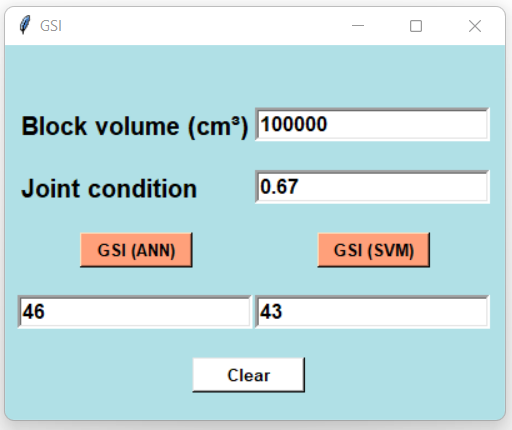 GSI
Block volume (cm³) 100000
Joint condition 0.67
GSI (ANN) GSI (SVM)
46 43
Clear